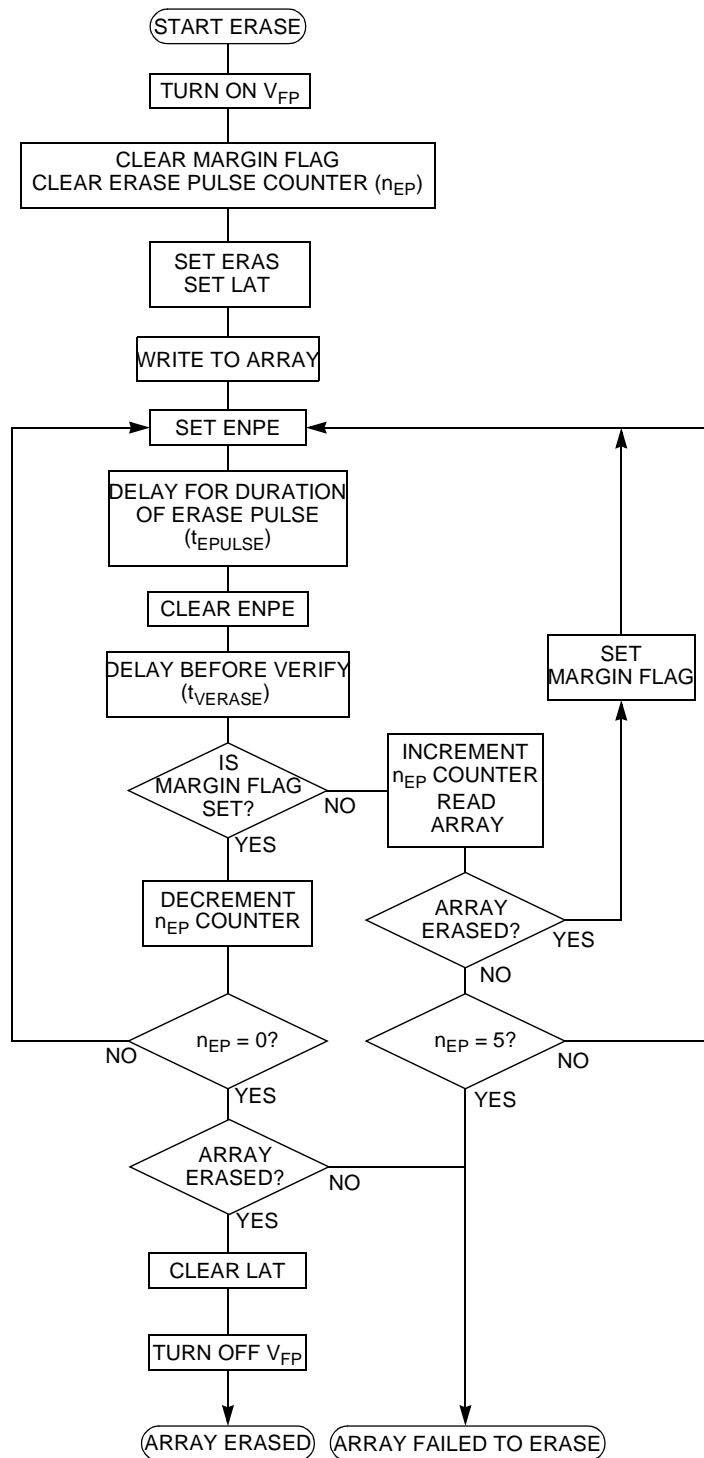 START ERASE
TURN ON VFP
CLEAR MARGIN FLAG
CLEAR ERASE PULSE COUNTER (nEP)
SET ERAS
SET LAT
WRITE TO ARRAY
SET ENPE
DELAY FOR DURATION
OF ERASE PULSE
(tEPULSE)
CLEAR ENPE
DELAY BEFORE VERIFY
(tVERASE)
SET
MARGIN FLAG
IS
MARGIN FLAG
SET?
NO
YES
INCREMENT
nEP COUNTER
READ
ARRAY
DECREMENT
nEP COUNTER
ARRAY
ERASED?
YES
NO
nEP = 0?
NO
YES
nEP = 5?
NO
YES
ARRAY
ERASED?
NO
YES
CLEAR LAT
TURN OFF VFP
ARRAY ERASED
ARRAY FAILED TO ERASE